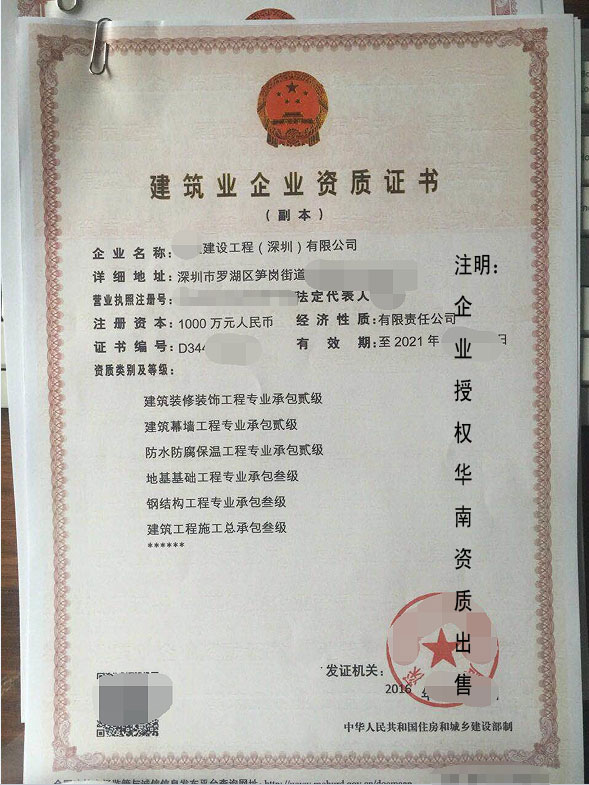 建筑业企业资质证书
（副本）
企业名称：建设工程（深圳）有限公司
详细地址：深圳市罗湖区笋岗街道
营业执照注册号： 法定代表人
注册资本：1000 万元人民币 经济性质：有限责任公司
证书编号：D344 有效期：至 2021 年 日
资质类别及等级：
建筑装修装饰工程专业承包贰级
建筑幕墙工程专业承包贰级
防水防腐保温工程专业承包贰级
地基基础工程专业承包叁级
钢结构工程专业承包叁级
建筑工程施工总承包叁级
******
注明：企业授权华南资质出售
发证机关：
2016 年
中华人民共和国住房和城乡建设部制